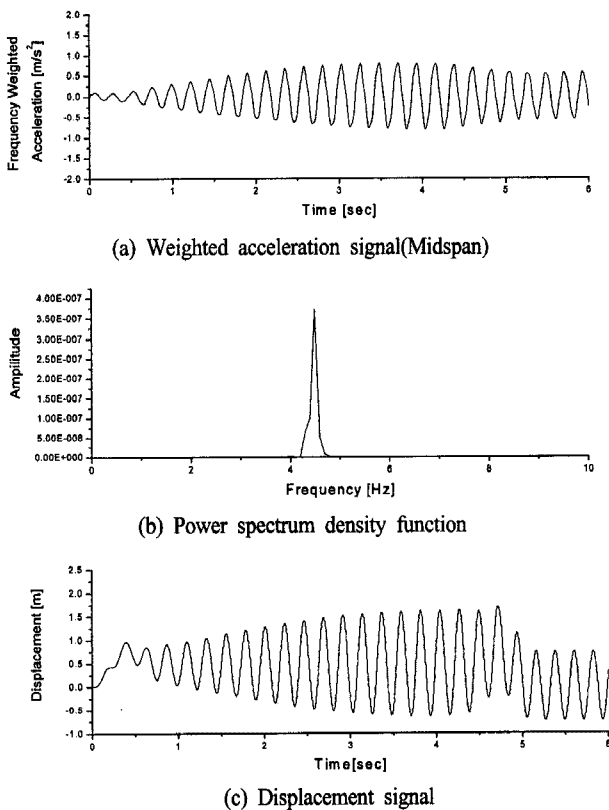 Frequency Weighted
Acceleration [m/s²]
2.0
1.5
1.0
0.5
0.0
-0.5
-1.0
-1.5
-2.0
0 1 2 3 4 5 6
Time [sec]
(a) Weighted acceleration signal(Midspan)
Ampilitude
4.00E-007
3.50E-007
3.00E-007
2.50E-007
2.00E-007
1.50E-007
1.00E-007
5.00E-008
0.00E+000
0 2 4 6 8 10
Frequency [Hz]
(b) Power spectrum density function
Displacement [m]
2.5
2.0
1.5
1.0
0.5
0.0
-0.5
-1.0
0 1 2 3 4 5 6
Time[sec]
(c) Displacement signal